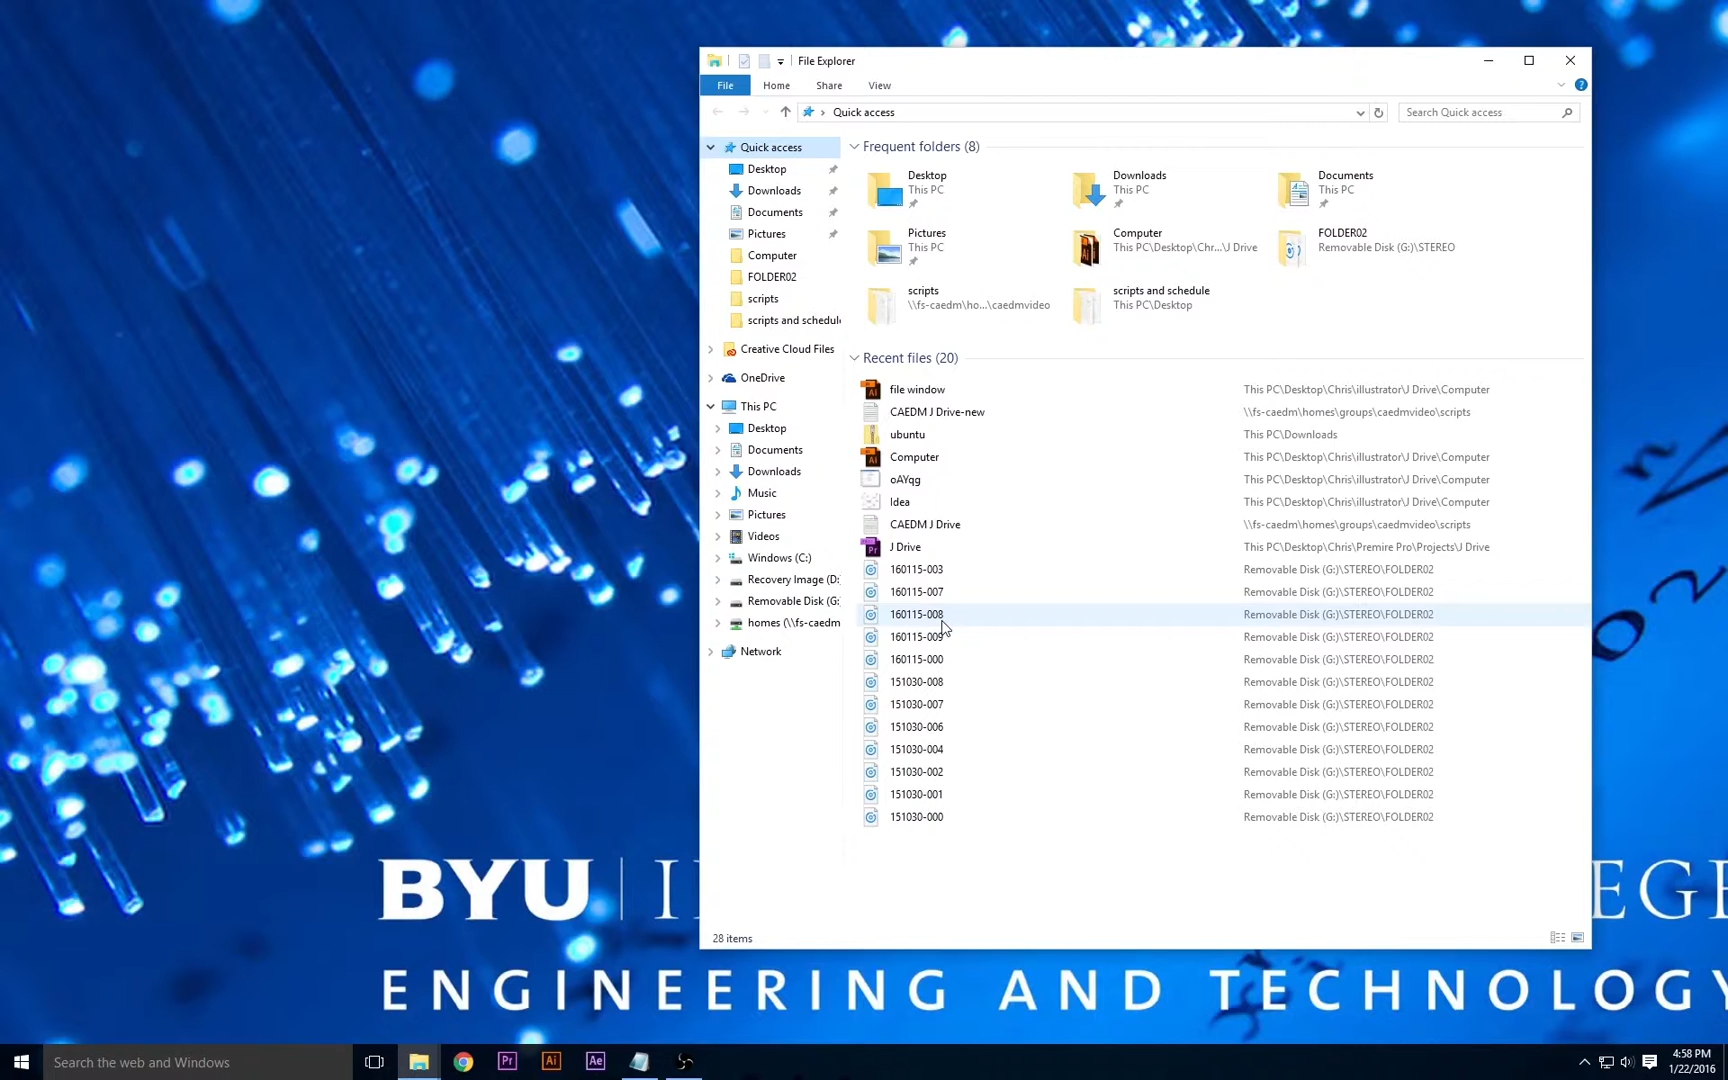 File Explorer
File Home Share View
Quick access Search Quick access
Quick access
Desktop
Downloads
Documents
Pictures
Computer
FOLDER02
scripts
scripts and schedul
Creative Cloud Files
OneDrive
This PC
Desktop
Documents
Downloads
Music
Pictures
Videos
Windows (C:)
Recovery Image (D:
Removable Disk (G:
homes (\\fs-caedm
Network
Frequent folders (8)
Desktop
This PC
Downloads
This PC
Documents
This PC
Pictures
This PC
Computer
This PC\Desktop\Chr...\J Drive
FOLDER02
Removable Disk (G:)\STEREO
scripts
\\fs-caedm\ho...\caedmvideo
scripts and schedule
This PC\Desktop
Recent files (20)
file window This PC\Desktop\Chris\illustrator\J Drive\Computer
CAEDM J Drive-new \\fs-caedm\homes\groups\caedmvideo\scripts
ubuntu This PC\Downloads
Computer This PC\Desktop\Chris\illustrator\J Drive\Computer
oAYqg This PC\Desktop\Chris\illustrator\J Drive\Computer
Idea This PC\Desktop\Chris\illustrator\J Drive\Computer
CAEDM J Drive \\fs-caedm\homes\groups\caedmvideo\scripts
J Drive This PC\Desktop\Chris\Premire Pro\Projects\J Drive
160115-003 Removable Disk (G:)\STEREO\FOLDER02
160115-007 Removable Disk (G:)\STEREO\FOLDER02
160115-008 Removable Disk (G:)\STEREO\FOLDER02
160115-009 Removable Disk (G:)\STEREO\FOLDER02
160115-000 Removable Disk (G:)\STEREO\FOLDER02
151030-008 Removable Disk (G:)\STEREO\FOLDER02
151030-007 Removable Disk (G:)\STEREO\FOLDER02
151030-006 Removable Disk (G:)\STEREO\FOLDER02
151030-004 Removable Disk (G:)\STEREO\FOLDER02
151030-002 Removable Disk (G:)\STEREO\FOLDER02
151030-001 Removable Disk (G:)\STEREO\FOLDER02
151030-000 Removable Disk (G:)\STEREO\FOLDER02
28 items
BYU EGE
ENGINEERING AND TECHNOLOGY
Search the web and Windows
Pr Ai Ae
4:58 PM
1/22/2016